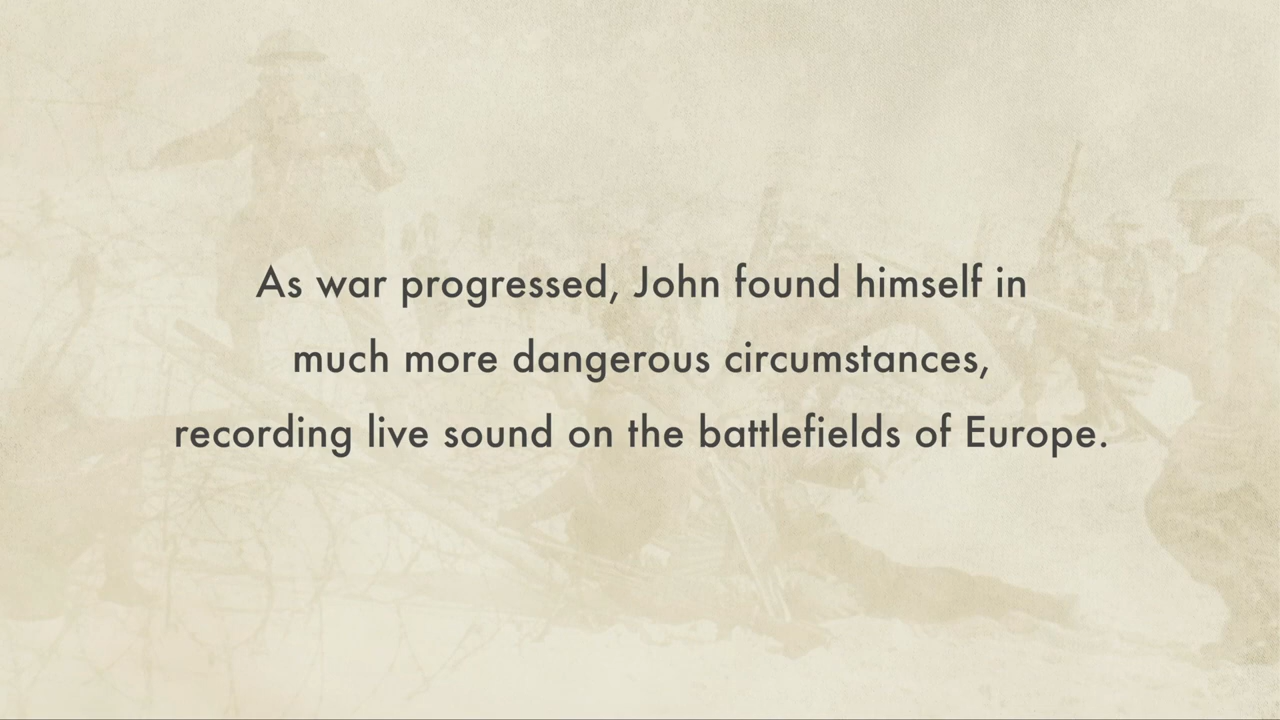 As war progressed, John found himself in
much more dangerous circumstances,
recording live sound on the battlefields of Europe.